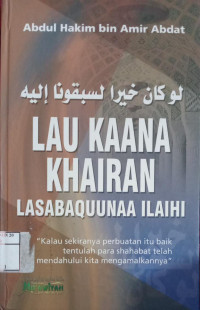 Abdul Hakim bin Amir Abdat
لو كان خيرا لسبقونا إليه
LAU KAANA
KHAIRAN
LASABAQUUNAA ILAIHI
"Kalau sekiranya perbuatan itu baik
tentulah para shahabat telah
mendahului kita mengamalkannya"